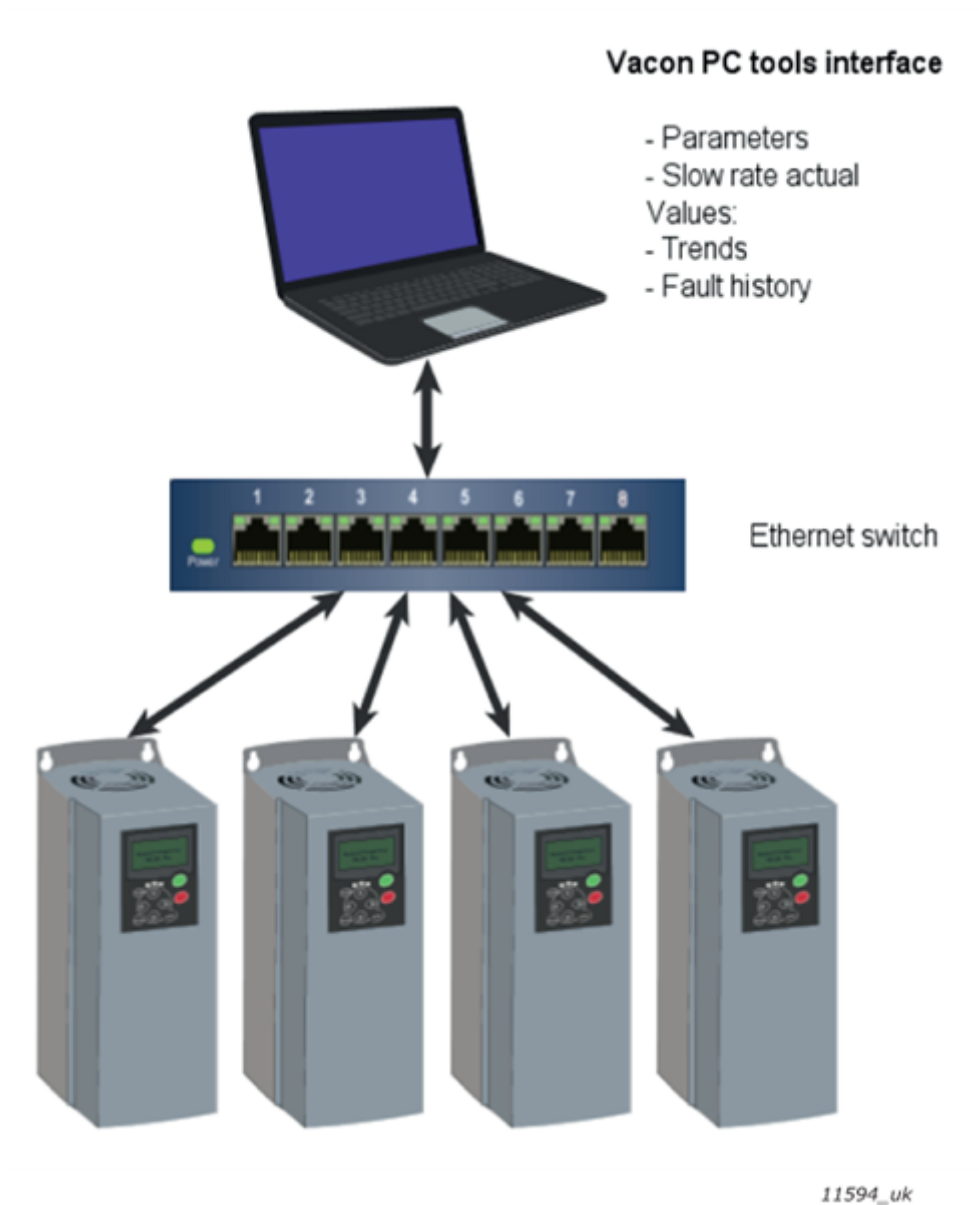 Vacon PC tools interface
- Parameters
- Slow rate actual
Values:
- Trends
- Fault history
1 2 3 4 5 6 7 8
Power
Ethernet switch
11594_uk